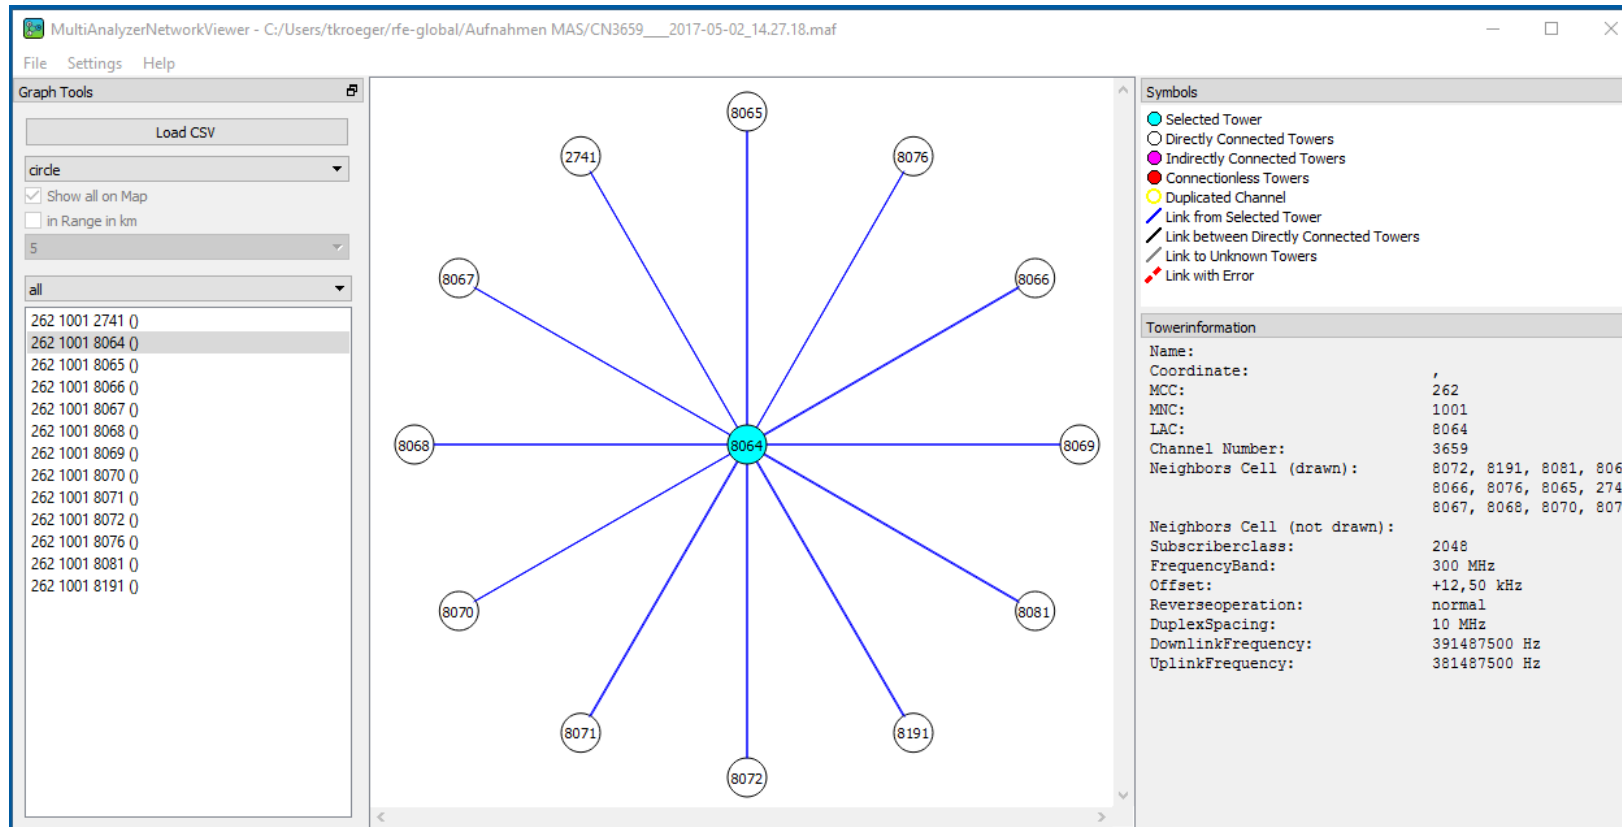 MultiAnalyzerNetworkViewer - C:/Users/tkroeger/rfe-global/Aufnahmen MAS/CN3659___2017-05-02_14.27.18.maf
File Settings Help
Graph Tools
Load CSV
circle
Show all on Map
in Range in km
5
all
262 1001 2741 ()
262 1001 8064 ()
262 1001 8065 ()
262 1001 8066 ()
262 1001 8067 ()
262 1001 8068 ()
262 1001 8069 ()
262 1001 8070 ()
262 1001 8071 ()
262 1001 8072 ()
262 1001 8076 ()
262 1001 8081 ()
262 1001 8191 ()
8065
2741
8076
8067
8066
8068
8064
8069
8070
8081
8071
8191
8072
Symbols
Selected Tower
Directly Connected Towers
Indirectly Connected Towers
Connectionless Towers
Duplicated Channel
Link from Selected Tower
Link between Directly Connected Towers
Link to Unknown Towers
Link with Error
Towerinformation
Name:
Coordinate: ,
MCC: 262
MNC: 1001
LAC: 8064
Channel Number: 3659
Neighbors Cell (drawn): 8072, 8191, 8081, 806
8066, 8076, 8065, 274
8067, 8068, 8070, 807
Neighbors Cell (not drawn):
Subscriberclass: 2048
FrequencyBand: 300 MHz
Offset: +12,50 kHz
Reverseoperation: normal
DuplexSpacing: 10 MHz
DownlinkFrequency: 391487500 Hz
UplinkFrequency: 381487500 Hz